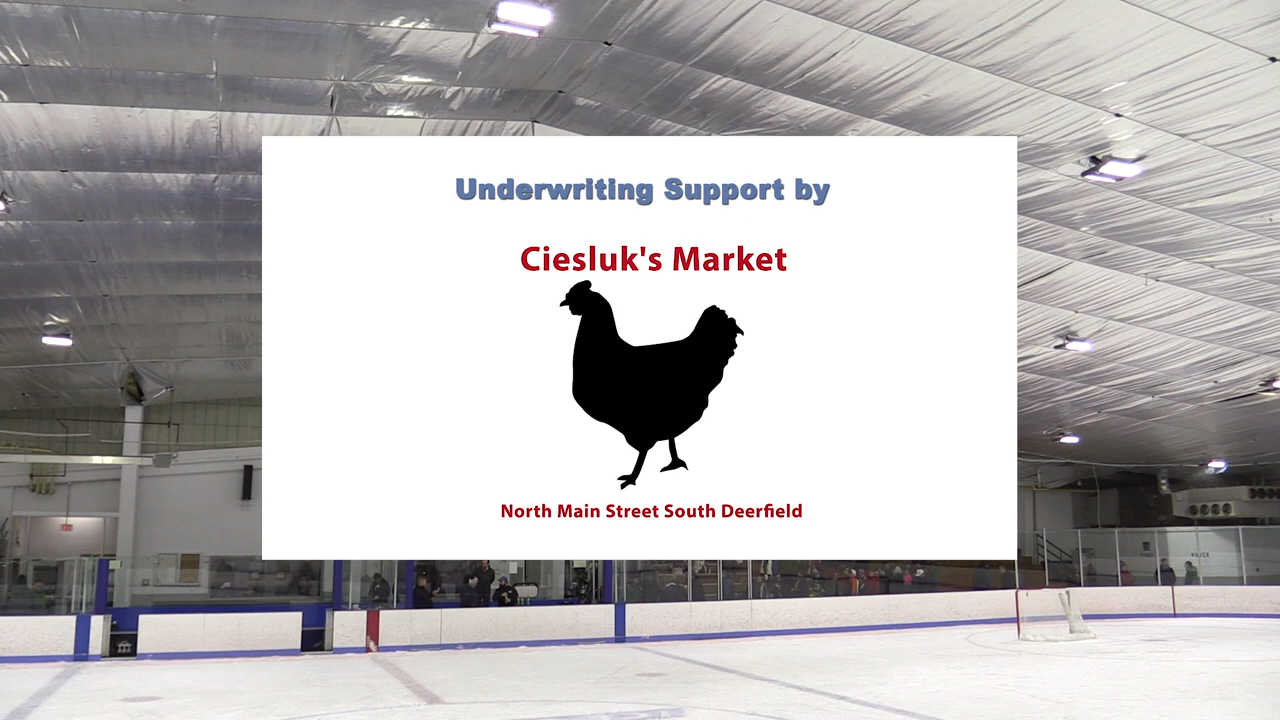 Underwriting Support by
Ciesluk's Market
North Main Street South Deerfield